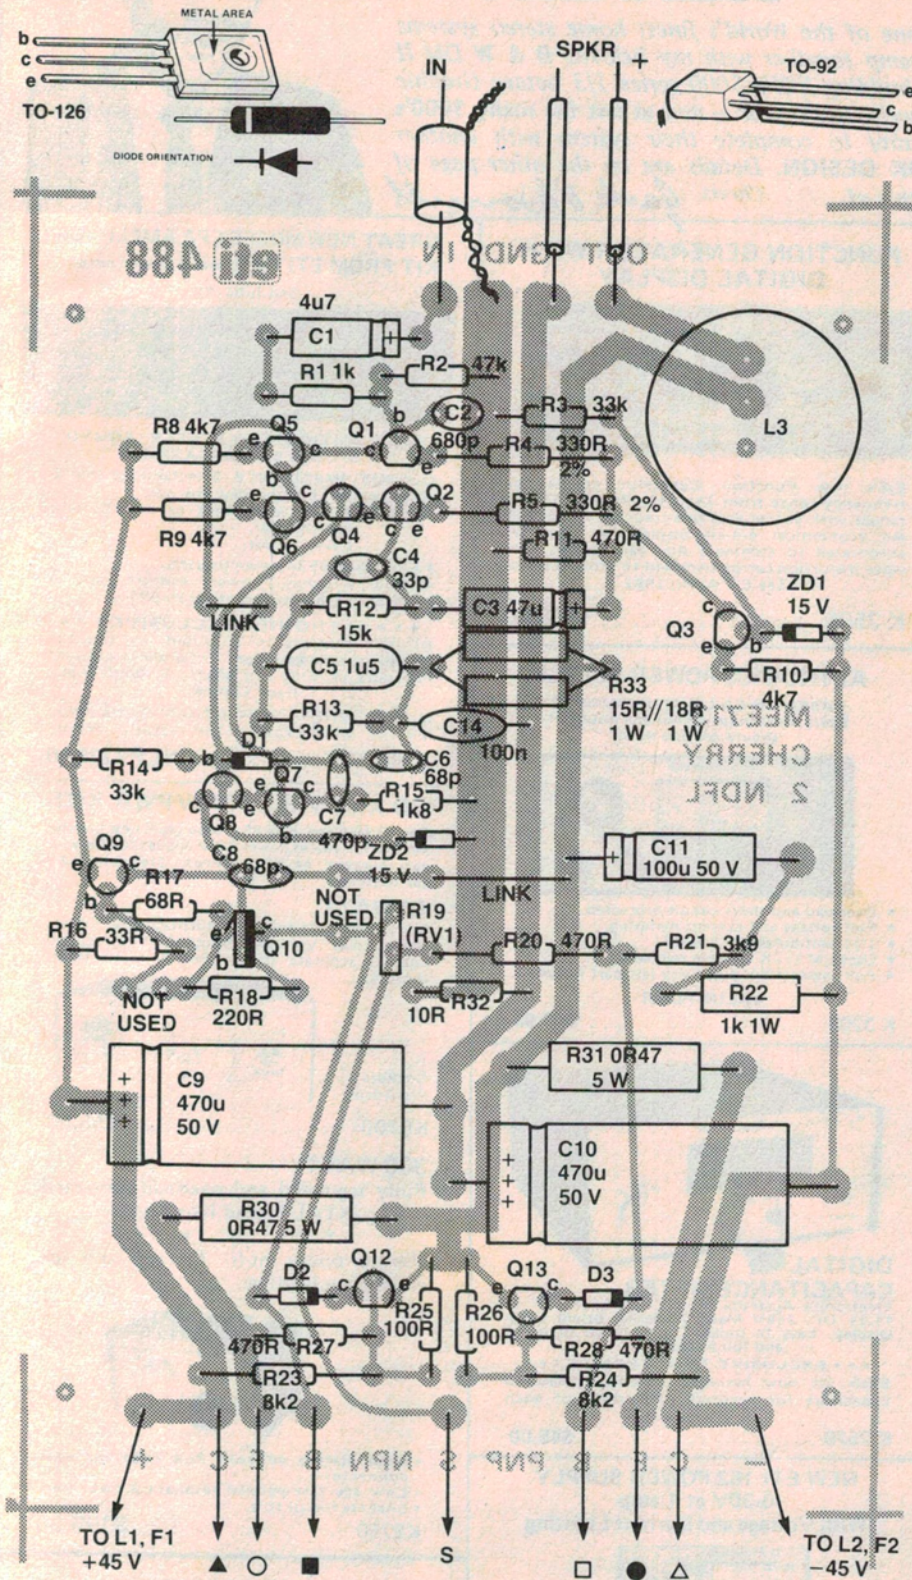 METAL AREA
b
c
e
TO-126
DIODE ORIENTATION
IN
SPKR
+
TO-92
e
c
b
eti 488
IN
GND
OUT
4u7
C1
+
R1 1k
R2
47k
b
C2
R3
33k
L3
R8 4k7
Q5
e
c
b
Q1
c
e
680p
R4
330R
2%
R9 4k7
e
c
Q6
Q4
c
e
Q2
c
e
R5
330R
2%
R11
470R
C4
33p
LINK
R12
15k
C3 47u
+
Q3
c
e
b
ZD1
15 V
R10
4k7
C5 1u5
R33
15R//18R
1 W
1 W
R13
33k
C14
100n
MEE713
CHERRY
2 NDFL
R14
33k
b
D1
c
Q8
e
e
Q7
c
b
C7
470p
C6
68p
R15
1k8
ZD2
15 V
Q9
e
c
b
C8
68p
LINK
+
C11
100u 50 V
R17
68R
NOT
USED
R19
(RV1)
R16
33R
e
c
b
Q10
R20
470R
R21
3k9
NOT
USED
R18
220R
10R
R32
R22
1k 1W
R31 0R47
5 W
+
+
+
C9
470u
50 V
+
+
+
C10
470u
50 V
R30
0R47 5 W
D2
Q12
c
e
Q13
e
c
D3
R25
100R
R26
100R
470R
R27
R28
470R
R23
8k2
R24
8k2
+
C
E
B
NPN
S
PNP
B
E
C
-
TO L1, F1
+45 V
S
TO L2, F2
-45 V